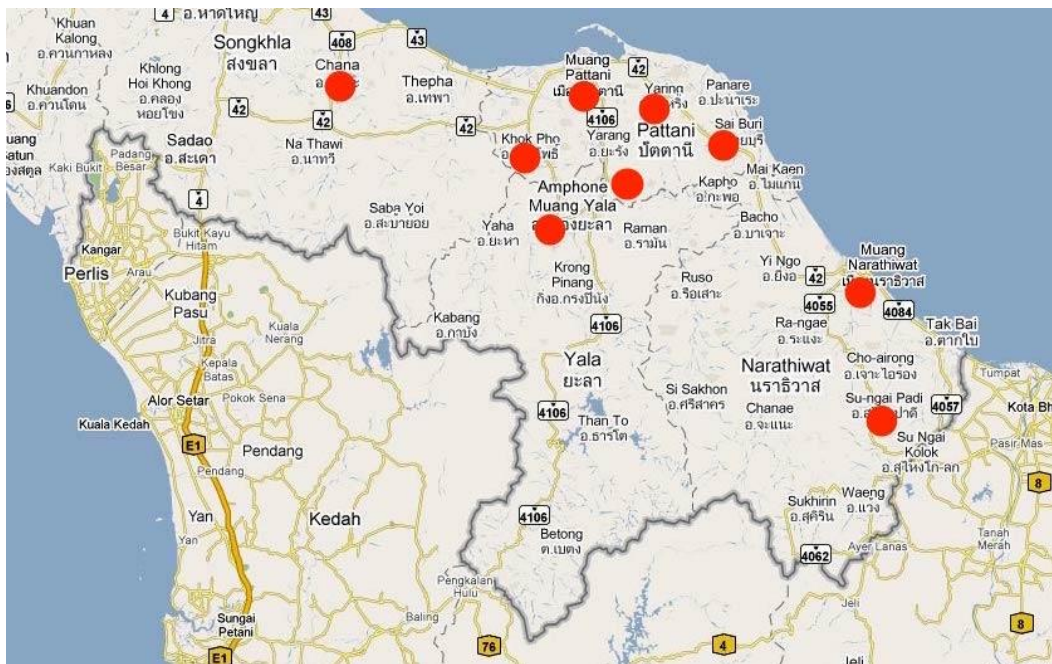 4
อ.หาดใหญ่
43
Khuan
Kalong
อ.ควนกาหลง
Songkhla
สงขลา
408
43
Chana
Khlong
Hoi Khong
อ.คลอง
หอยโข่ง
Khuandon
อ.ควนโดน
Thepha
อ.เทพา
Muang
Pattani
42
Yaring
Panare
อ.ปะนาเระ
4106
42
42
42
Sadao
อ.สะเดา
Na Thawi
อ.นาทวี
Khok Pho
Yarang
อ.ยะรัง
Pattani
ปัตตานี
Sai Buri
Padang
Besar
Kaki Bukit
Mai Kaen
อ.ไม้แก่น
Kapho
อ.กะพ้อ
Amphone
Muang Yala
4
Saba Yoi
อ.สะบ้าย้อย
Yaha
อ.ยะหา
Raman
อ.รามัน
Bacho
อ.บาเจาะ
Bukit Kayu
Hitam
Kangar
Perlis
Arau
Muang
Narathiwat
Yi Ngo
อ.ยี่งอ
42
Krong
Pinang
กิ่งอ.กรงปินัง
Ruso
อ.รือเสาะ
Kubang
Pasu
4055
4084
Kabang
อ.กาบัง
4106
Ra-ngae
อ.ระแงะ
Tak Bai
อ.ตากใบ
Jitra
Kuala
Nerang
Kepala
Batas
Yala
ยะลา
Narathiwat
นราธิวาส
Cho-airong
อ.เจาะไอร้อง
Tumpat
Alor Setar
Pokok Sena
Si Sakhon
อ.ศรีสาคร
Su-ngai Padi
4057
Kuala Kedah
4106
Than To
อ.ธารโต
Chanae
อ.จะแนะ
Kota Bh
E1
Su Ngai
Kolok
อ.สุไหงโก-ลก
Pasir Mas
Pendang
Pendang
8
Yan
Kedah
4106
Sukhirin
อ.สุคิริน
Waeng
อ.แว้ง
Yan
Betong
ต.เบตง
Tanah
Merah
4062
Ayer Lanas
Pengkalan
Hulu
Jeli
Sungai
Petani
Baling
8
E1
76
4
Jeli